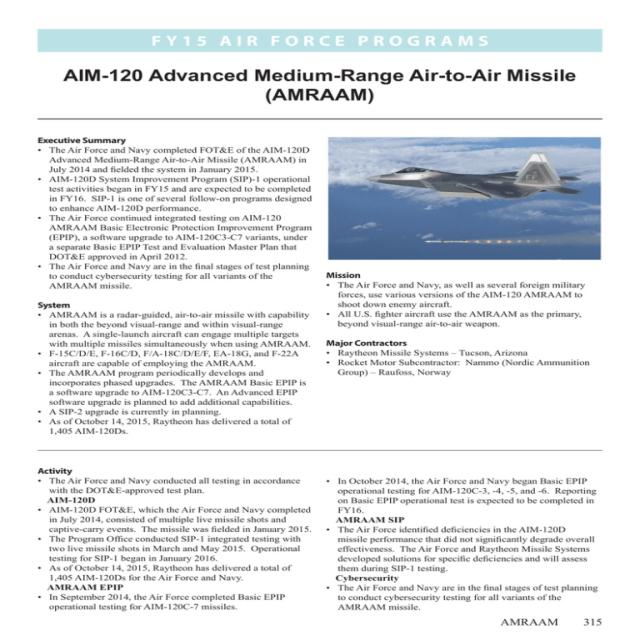 FY15 AIR FORCE PROGRAMS
AIM-120 Advanced Medium-Range Air-to-Air Missile
(AMRAAM)
Executive Summary
• The Air Force and Navy completed FOT&E of the AIM-120D
Advanced Medium-Range Air-to-Air Missile (AMRAAM) in
July 2014 and fielded the system in January 2015.
• AIM-120D System Improvement Program (SIP)-1 operational
test activities began in FY15 and are expected to be completed
in FY16. SIP-1 is one of several follow-on programs designed
to enhance AIM-120D performance.
• The Air Force continued integrated testing on AIM-120
AMRAAM Basic Electronic Protection Improvement Program
(EPIP), a software upgrade to AIM-120C3-C7 variants, under
a separate Basic EPIP Test and Evaluation Master Plan that
DOT&E approved in April 2012.
• The Air Force and Navy are in the final stages of test planning
to conduct cybersecurity testing for all variants of the
AMRAAM missile.
System
• AMRAAM is a radar-guided, air-to-air missile with capability
in both the beyond visual-range and within visual-range
arenas. A single-launch aircraft can engage multiple targets
with multiple missiles simultaneously when using AMRAAM.
• F-15C/D/E, F-16C/D, F/A-18C/D/E/F, EA-18G, and F-22A
aircraft are capable of employing the AMRAAM.
• The AMRAAM program periodically develops and
incorporates phased upgrades. The AMRAAM Basic EPIP is
a software upgrade to AIM-120C3-C7. An Advanced EPIP
software upgrade is planned to add additional capabilities.
• A SIP-2 upgrade is currently in planning.
• As of October 14, 2015, Raytheon has delivered a total of
1,405 AIM-120Ds.
Mission
• The Air Force and Navy, as well as several foreign military
forces, use various versions of the AIM-120 AMRAAM to
shoot down enemy aircraft.
• All U.S. fighter aircraft use the AMRAAM as the primary,
beyond visual-range air-to-air weapon.
Major Contractors
• Raytheon Missile Systems – Tucson, Arizona
• Rocket Motor Subcontractor: Nammo (Nordic Ammunition
Group) – Raufoss, Norway
Activity
• The Air Force and Navy conducted all testing in accordance
with the DOT&E-approved test plan.
AIM-120D
• AIM-120D FOT&E, which the Air Force and Navy completed
in July 2014, consisted of multiple live missile shots and
captive-carry events. The missile was fielded in January 2015.
• The Program Office conducted SIP-1 integrated testing with
two live missile shots in March and May 2015. Operational
testing for SIP-1 began in January 2016.
• As of October 14, 2015, Raytheon has delivered a total of
1,405 AIM-120Ds for the Air Force and Navy.
AMRAAM EPIP
• In September 2014, the Air Force completed Basic EPIP
operational testing for AIM-120C-7 missiles.
• In October 2014, the Air Force and Navy began Basic EPIP
operational testing for AIM-120C-3, -4, -5, and -6. Reporting
on Basic EPIP operational test is expected to be completed in
FY16.
AMRAAM SIP
• The Air Force identified deficiencies in the AIM-120D
missile performance that did not significantly degrade overall
effectiveness. The Air Force and Raytheon Missile Systems
developed solutions for specific deficiencies and will assess
them during SIP-1 testing.
Cybersecurity
• The Air Force and Navy are in the final stages of test planning
to conduct cybersecurity testing for all variants of the
AMRAAM missile.
AMRAAM 315